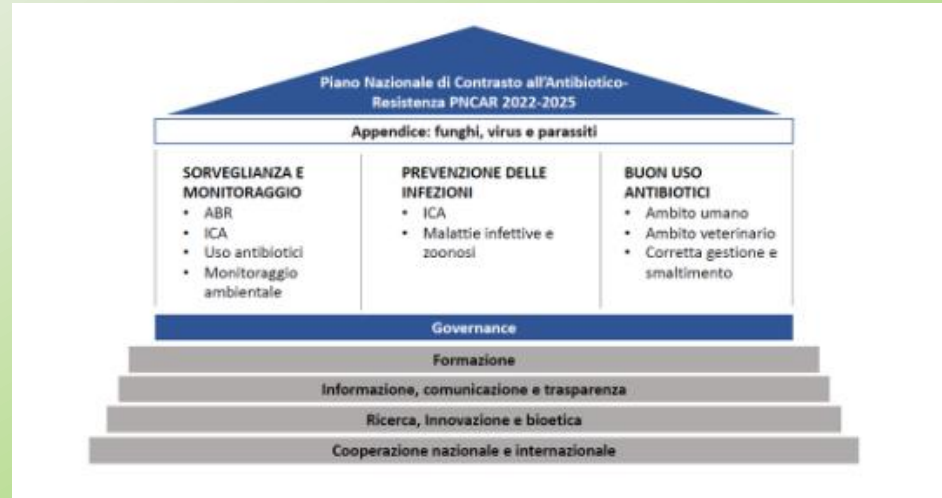 Piano Nazionale di Contrasto all'Antibiotico-
Resistenza PNCAR 2022-2025
Appendice: funghi, virus e parassiti
SORVEGLIANZA E
MONITORAGGIO
• ABR
• ICA
• Uso antibiotici
• Monitoraggio
ambientale
PREVENZIONE DELLE
INFEZIONI
• ICA
• Malattie infettive e
zoonosi
BUON USO
ANTIBIOTICI
• Ambito umano
• Ambito veterinario
• Corretta gestione e
smaltimento
Governance
Formazione
Informazione, comunicazione e trasparenza
Ricerca, Innovazione e bioetica
Cooperazione nazionale e internazionale